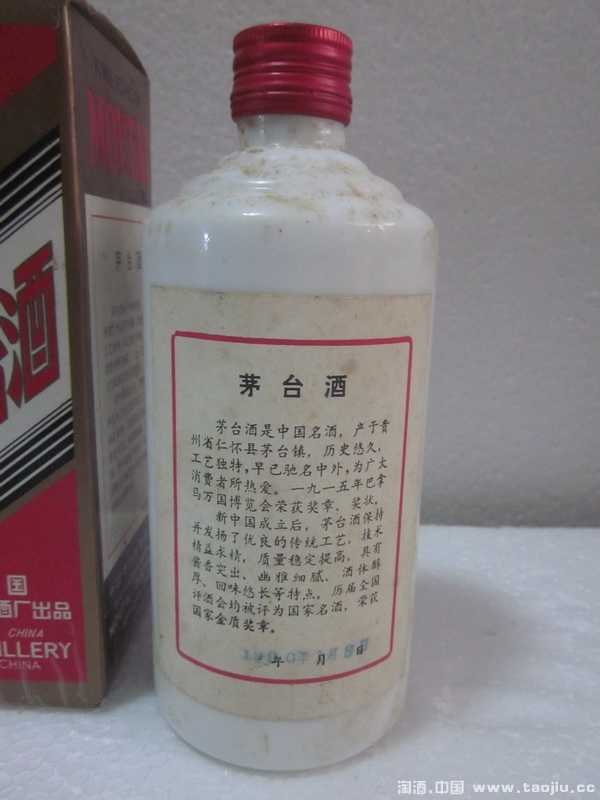 茅台酒
茅台酒是中国名酒，产于贵
州省仁怀县茅台镇，历史悠久，
工艺独特，早已驰名中外，为广大
消费者所热爱。一九一五年巴拿
马万国博览会荣获奖章、奖状。
新中国成立后，茅台酒保持
并发扬了优良的传统工艺，技术
精益求精，质量稳定提高，具有
酱香突出、幽雅细腻、酒体醇
厚、回味悠长等特点。历届全国
评酒会均被评为国家名酒，荣获
国家金质奖章。
年 月 日
酒
国
酒厂出品
CHINA
ILLERY
CHINA
茅台酒
淘酒.中国 www.taojiu.cc